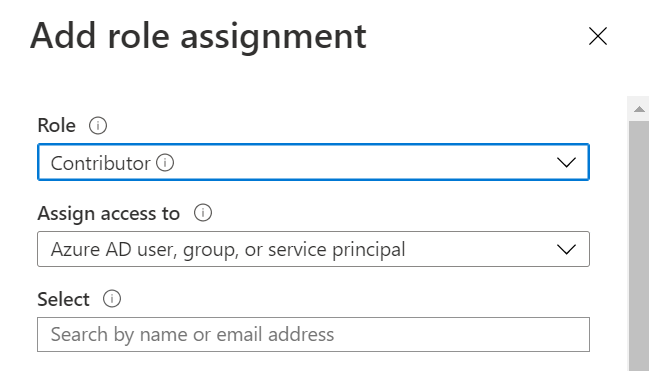 Add role assignment
Role
Contributor
Assign access to
Azure AD user, group, or service principal
Select
Search by name or email address